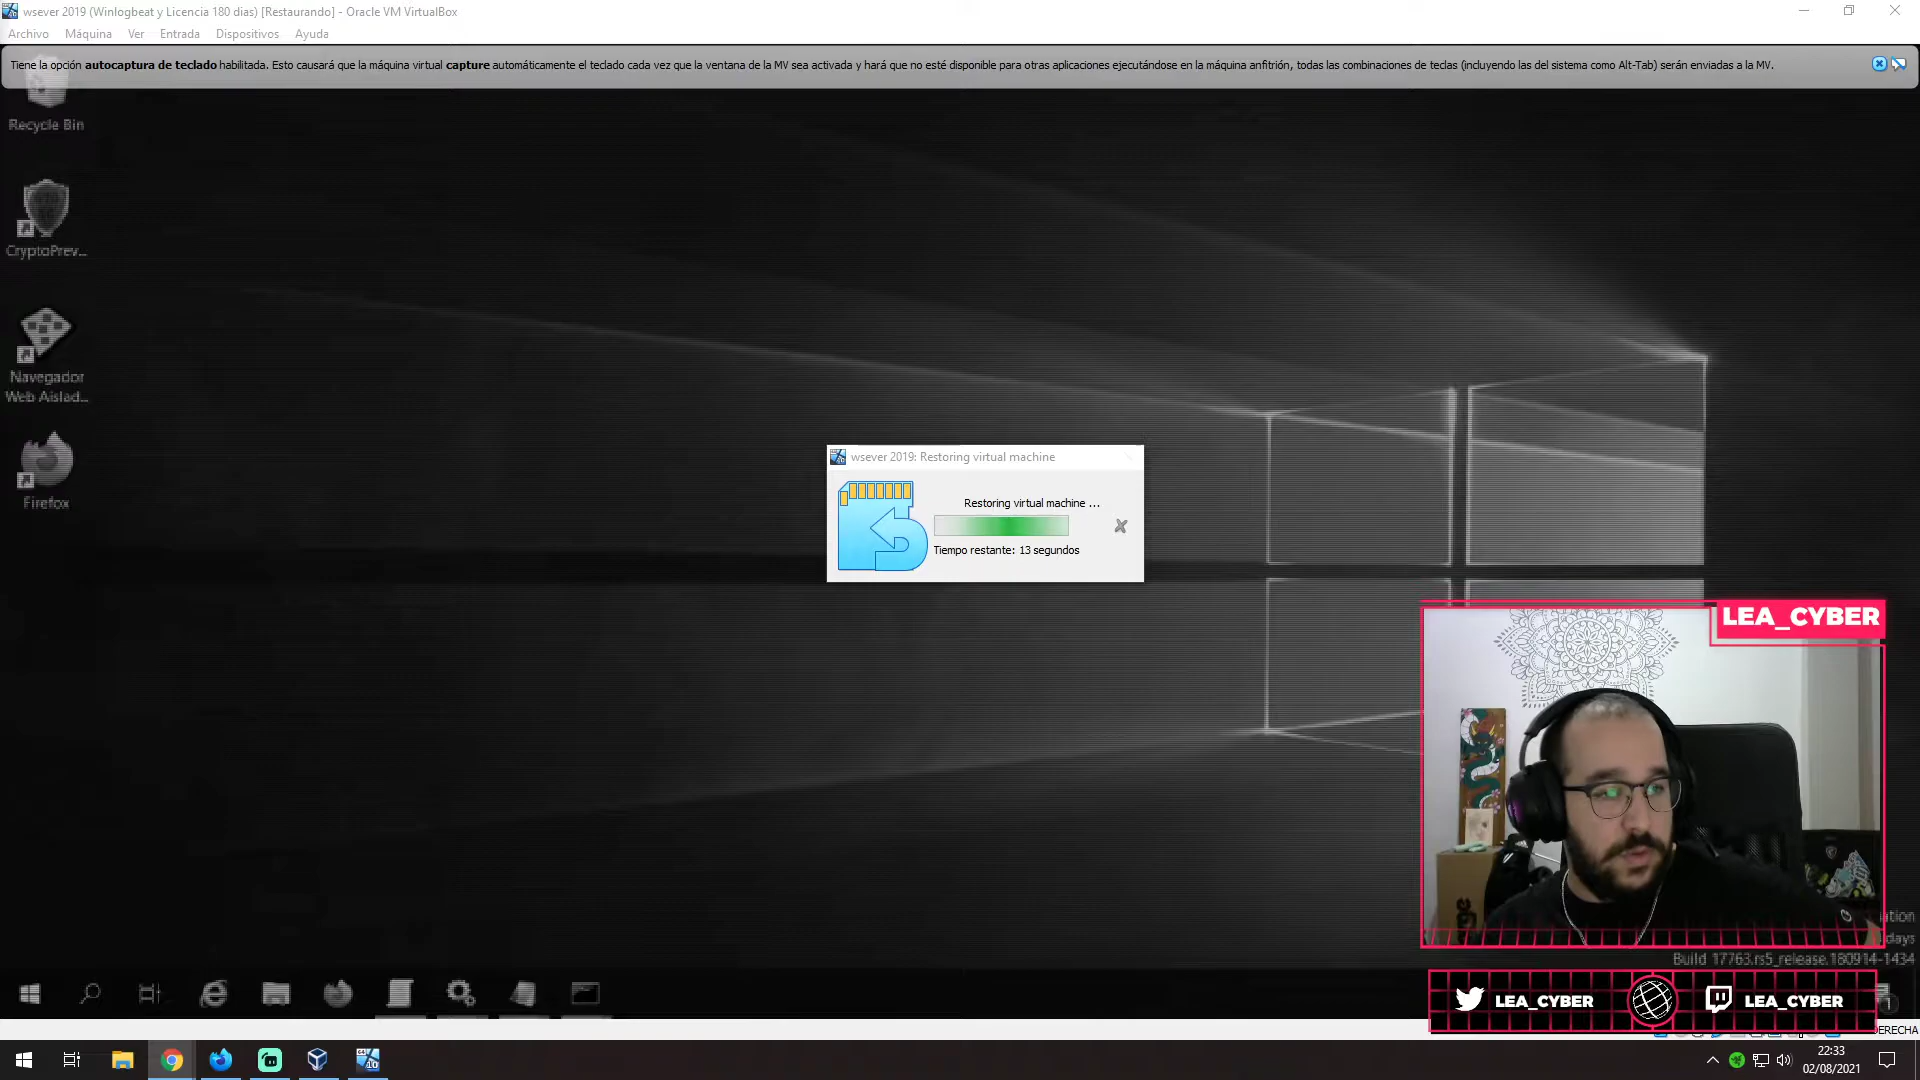 wsever 2019 (Winlogbeat y Licencia 180 dias) [Restaurando] - Oracle VM VirtualBox
Archivo Máquina Ver Entrada Dispositivos Ayuda
Tiene la opción autocaptura de teclado habilitada. Esto causará que la máquina virtual capture automáticamente el teclado cada vez que la ventana de la MV sea activada y hará que no esté disponible para otras aplicaciones ejecutándose en la máquina anfitrión, todas las combinaciones de teclas (incluyendo las del sistema como Alt-Tab) serán enviadas a la MV.
Recycle Bin
CryptoPrev...
Navegador
Web Aislad...
Firefox
wsever 2019: Restoring virtual machine
Restoring virtual machine ...
Tiempo restante: 13 segundos
LEA_CYBER
days
Build 17763.rs5_release.180914-1434
LEA_CYBER
LEA_CYBER
DERECHA
22:33
02/08/2021